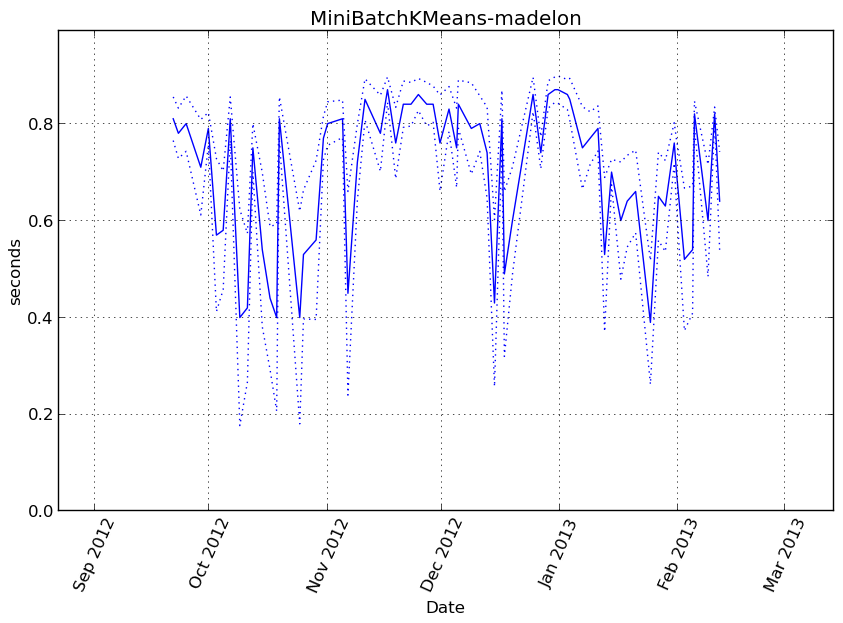 MiniBatchKMeans-madelon
seconds
0.8
0.6
0.4
0.2
0.0
Sep 2012
Oct 2012
Nov 2012
Dec 2012
Jan 2013
Feb 2013
Mar 2013
Date